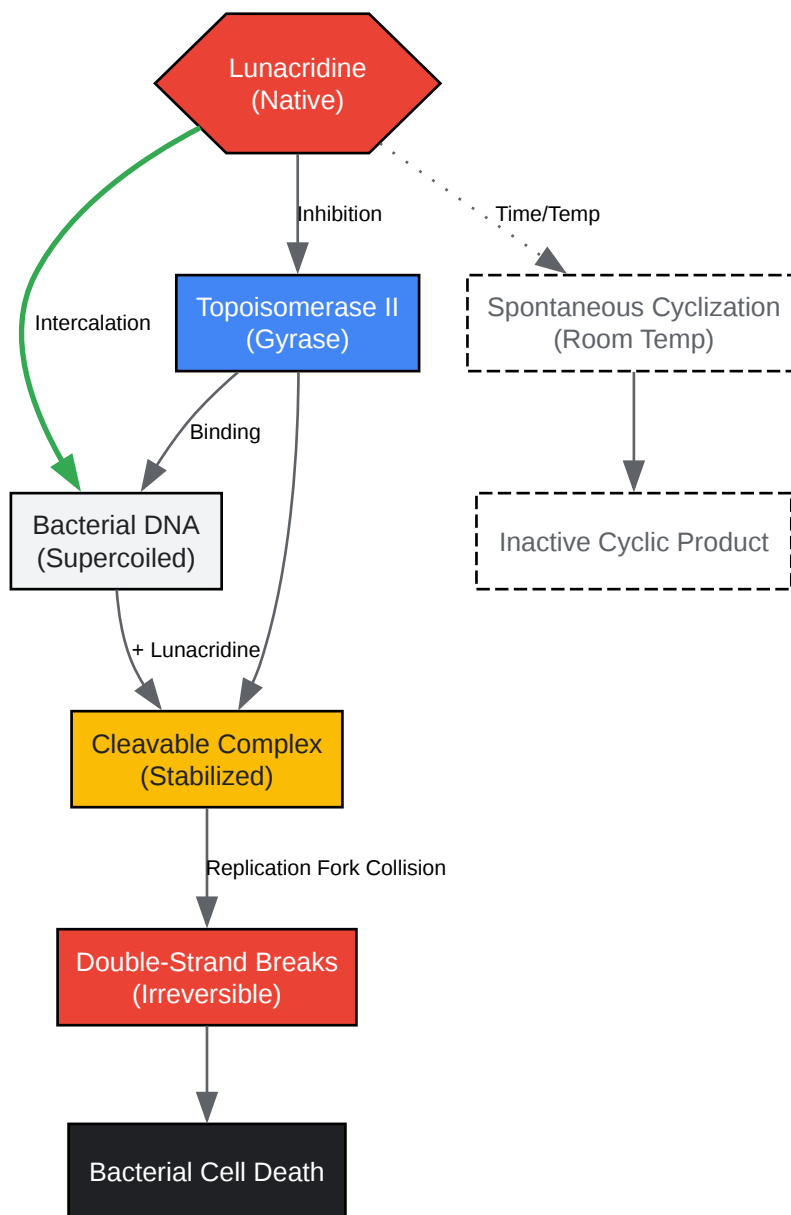 Lunacridine
(Native)
Inhibition
Time/Temp
Topoisomerase II
(Gyrase)
Spontaneous Cyclization
(Room Temp)
Intercalation
Binding
Bacterial DNA
(Supercoiled)
Inactive Cyclic Product
+ Lunacridine
Cleavable Complex
(Stabilized)
Replication Fork Collision
Double-Strand Breaks
(Irreversible)
Bacterial Cell Death